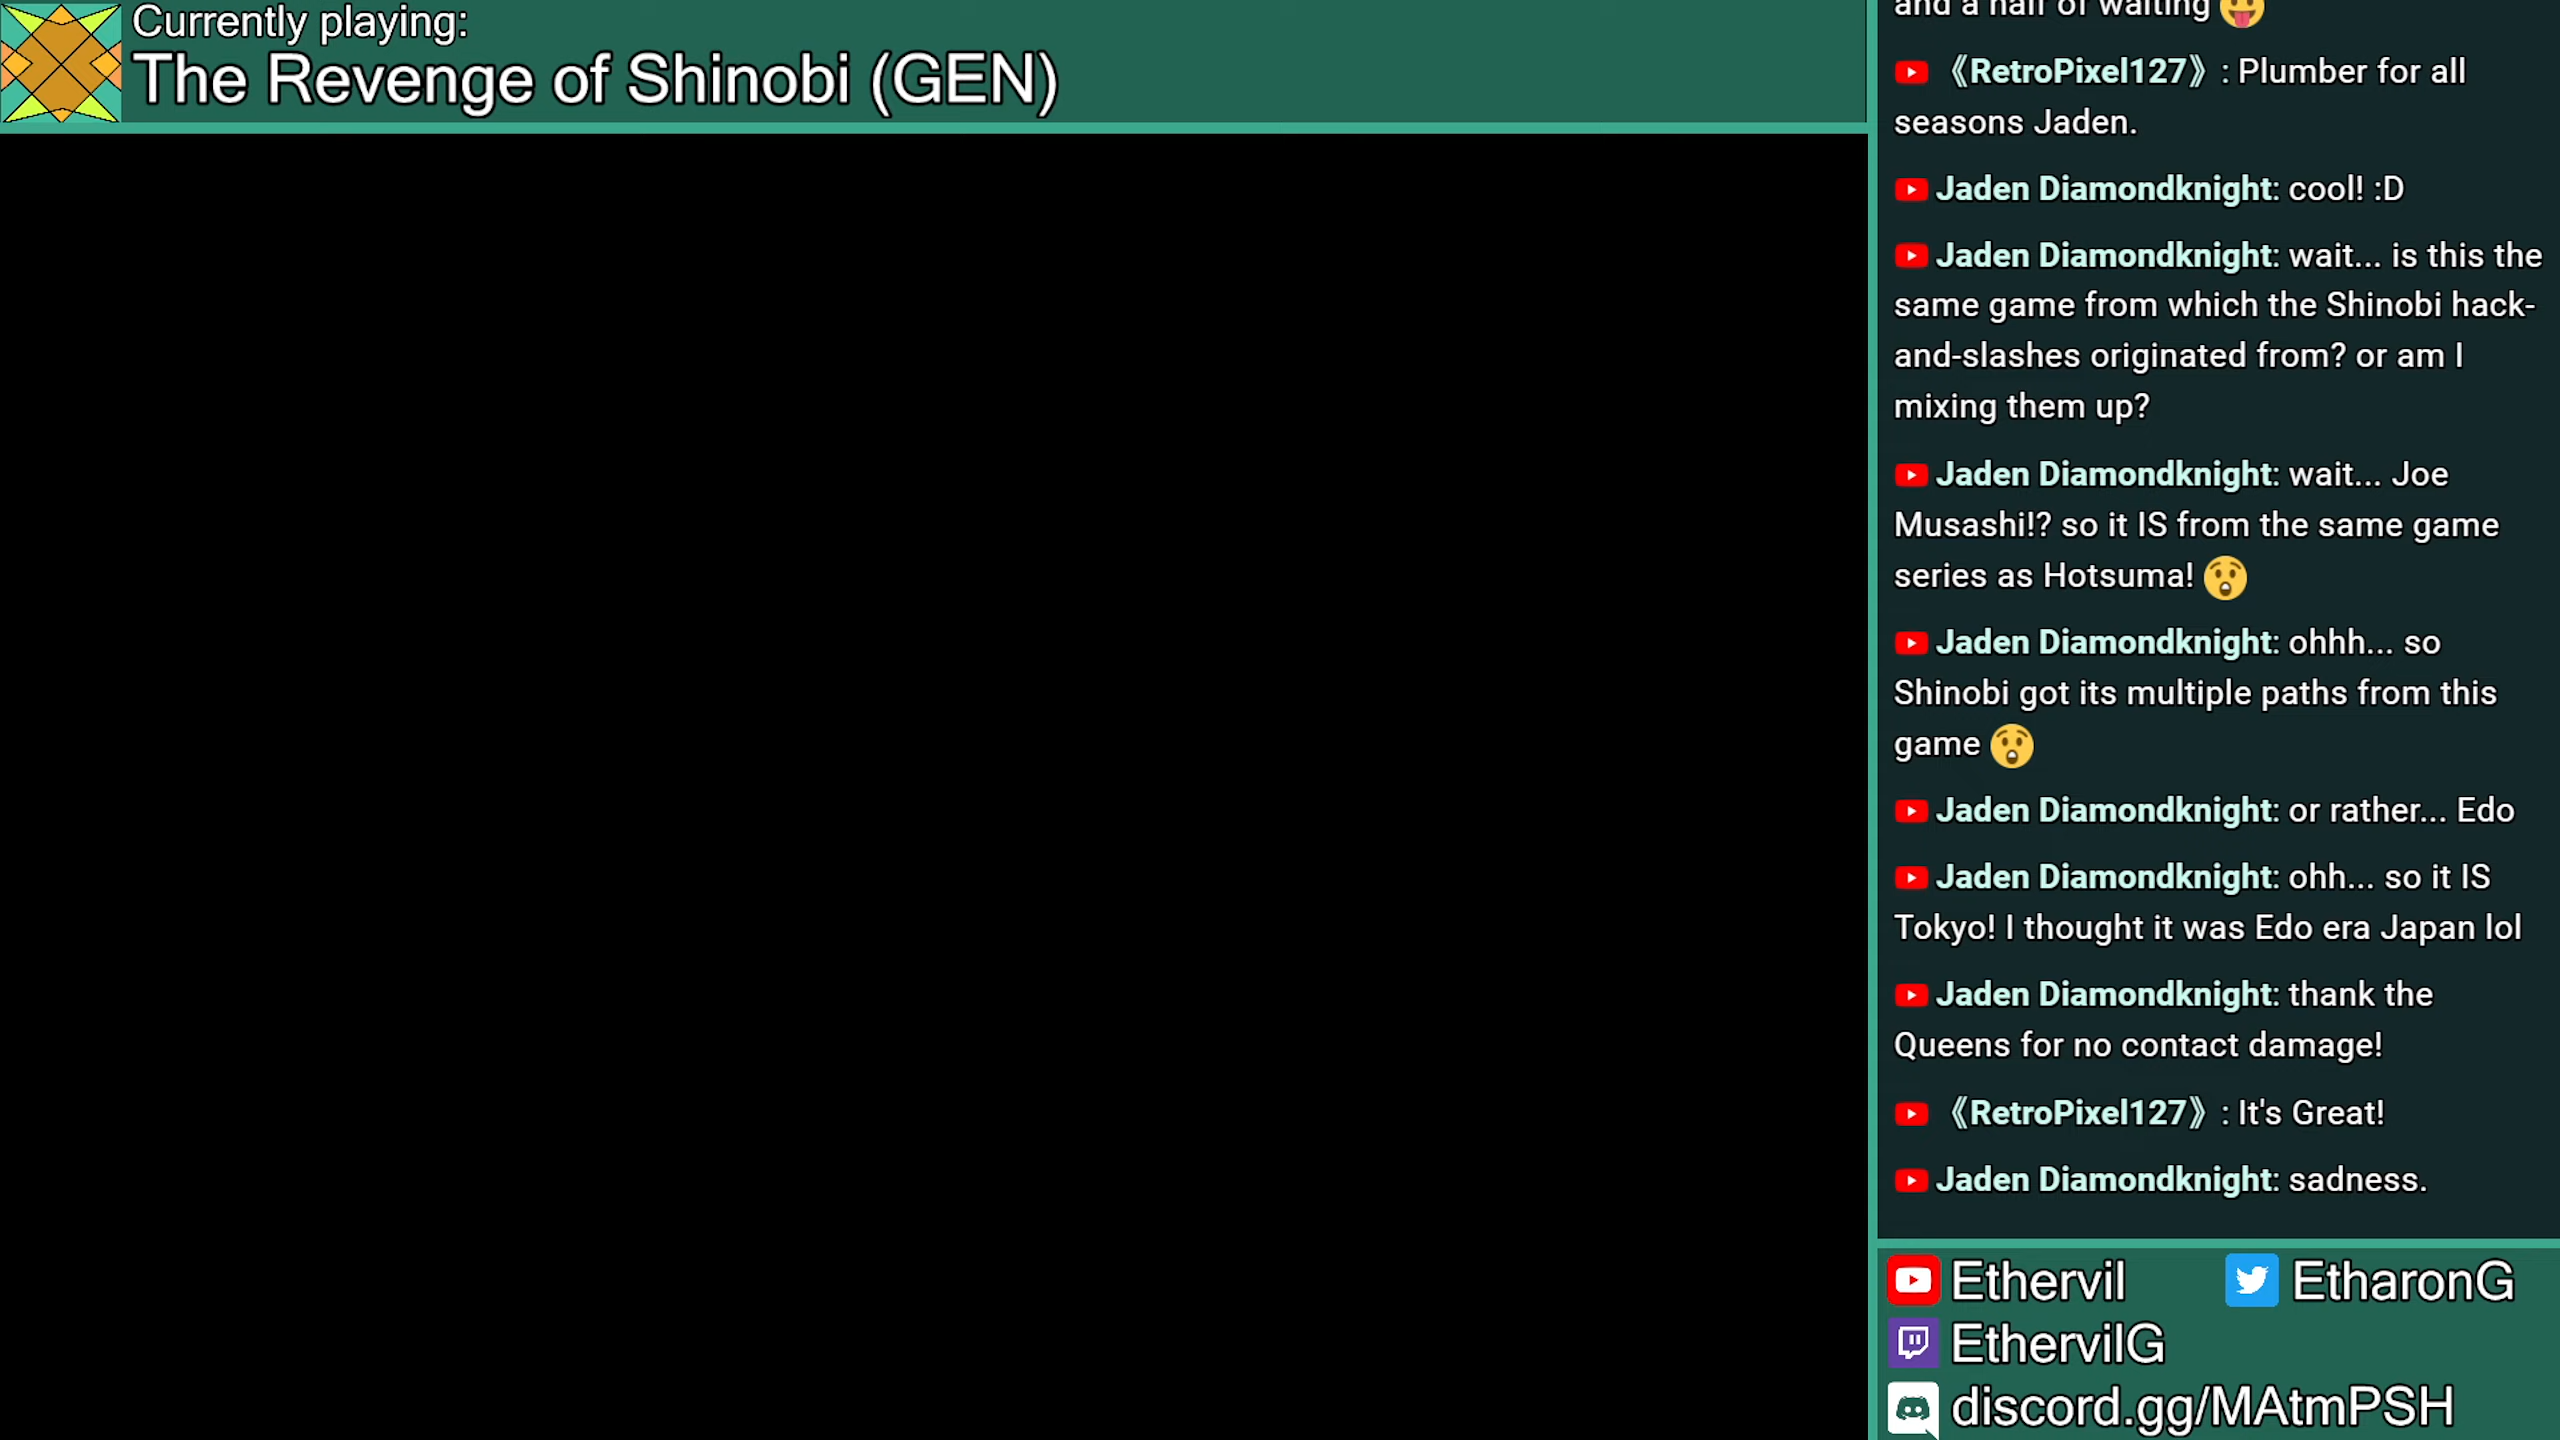 Currently playing:
The Revenge of Shinobi (GEN)
and a half of waiting 😛
《RetroPixel127》: Plumber for all
seasons Jaden.
Jaden Diamondknight: cool! :D
Jaden Diamondknight: wait... is this the
same game from which the Shinobi hack-
and-slashes originated from? or am I
mixing them up?
Jaden Diamondknight: wait... Joe
Musashi!? so it IS from the same game
series as Hotsuma! 😲
Jaden Diamondknight: ohhh... so
Shinobi got its multiple paths from this
game 😲
Jaden Diamondknight: or rather... Edo
Jaden Diamondknight: ohh... so it IS
Tokyo! I thought it was Edo era Japan lol
Jaden Diamondknight: thank the
Queens for no contact damage!
《RetroPixel127》: It's Great!
Jaden Diamondknight: sadness.
Ethervil EtharonG
EthervilG
discord.gg/MAtmPSH